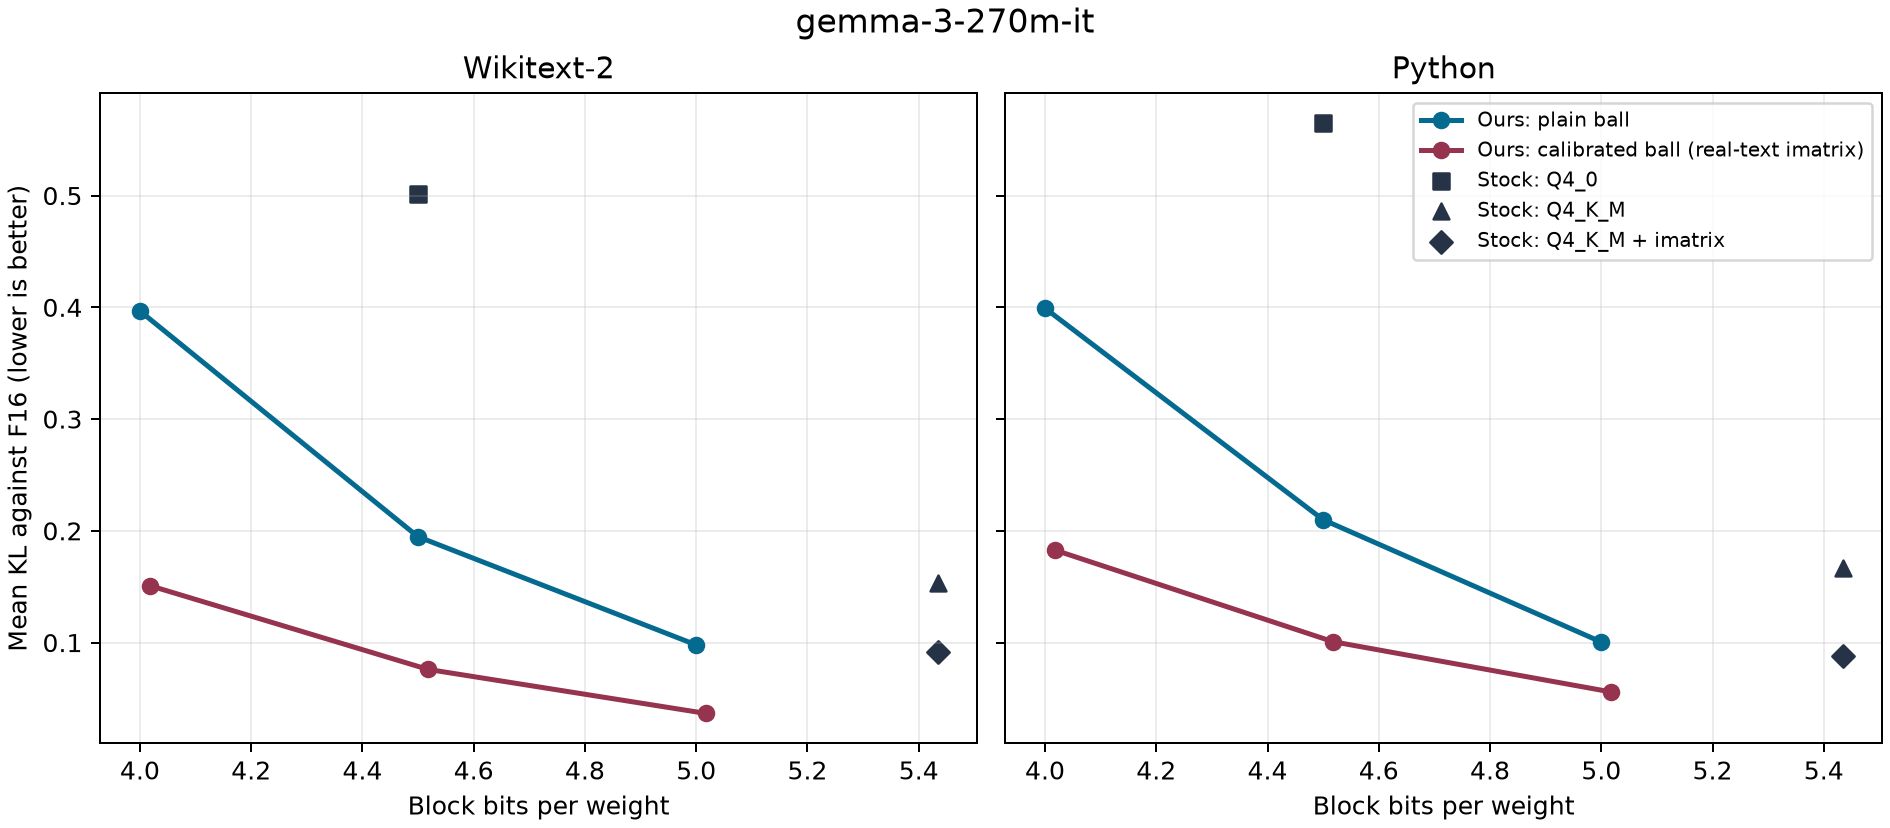 gemma-3-270m-it
Wikitext-2
Mean KL against F16 (lower is better)
0.5
0.4
0.3
0.2
0.1
4.0 4.2 4.4 4.6 4.8 5.0 5.2 5.4
Block bits per weight
Python
Ours: plain ball
Ours: calibrated ball (real-text imatrix)
Stock: Q4_0
Stock: Q4_K_M
Stock: Q4_K_M + imatrix
4.0 4.2 4.4 4.6 4.8 5.0 5.2 5.4
Block bits per weight